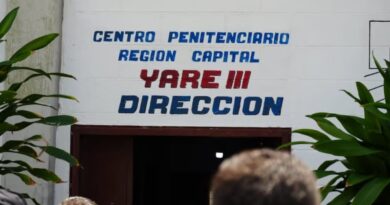 CENTRO PENITENCIARIO
REGION CAPITAL
YARE III
DIRECCION